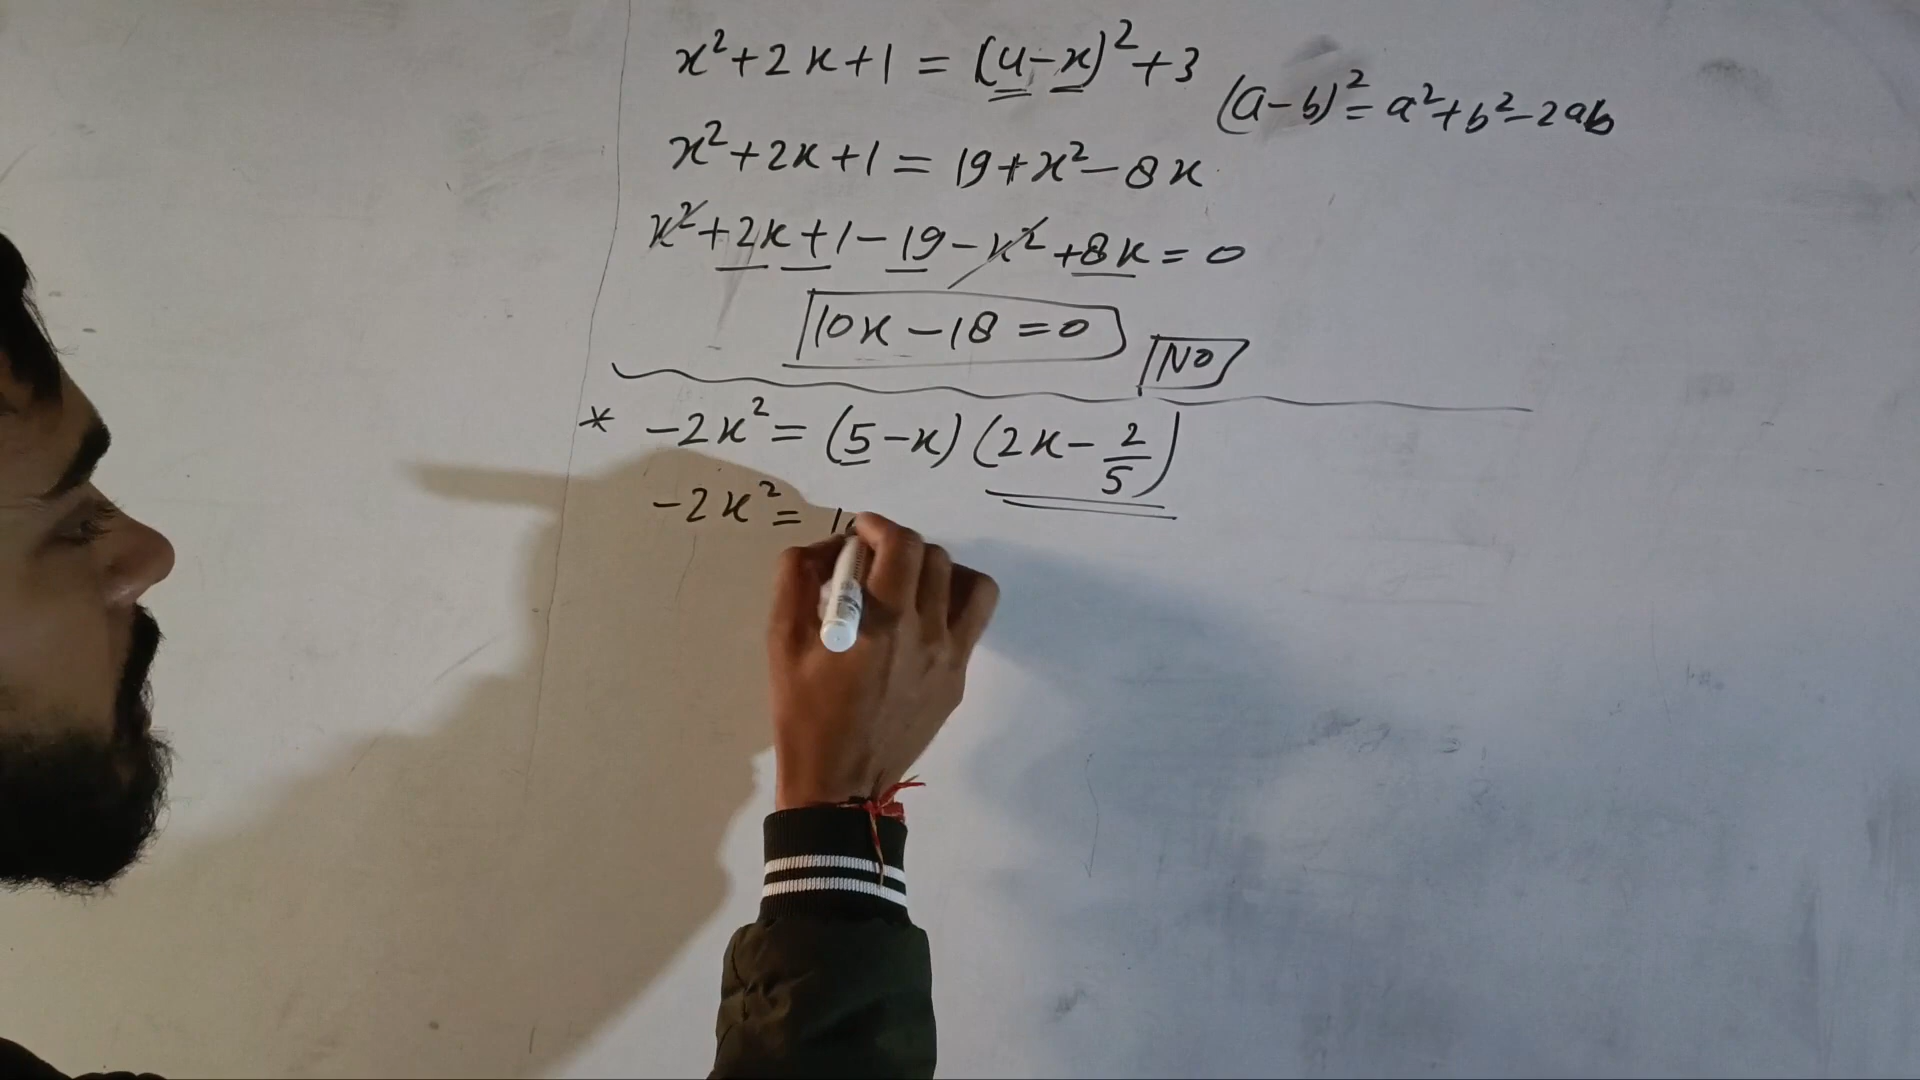 x²+2x+1 = (4-x)²+3
(a-b)² = a²+b²-2ab
x²+2x+1 = 19+x²-8x
x²+2x+1-19-x²+8x=0
10x-18=0
NO
* -2x² = (5-x)(2x-2/5)
-2x² = 10